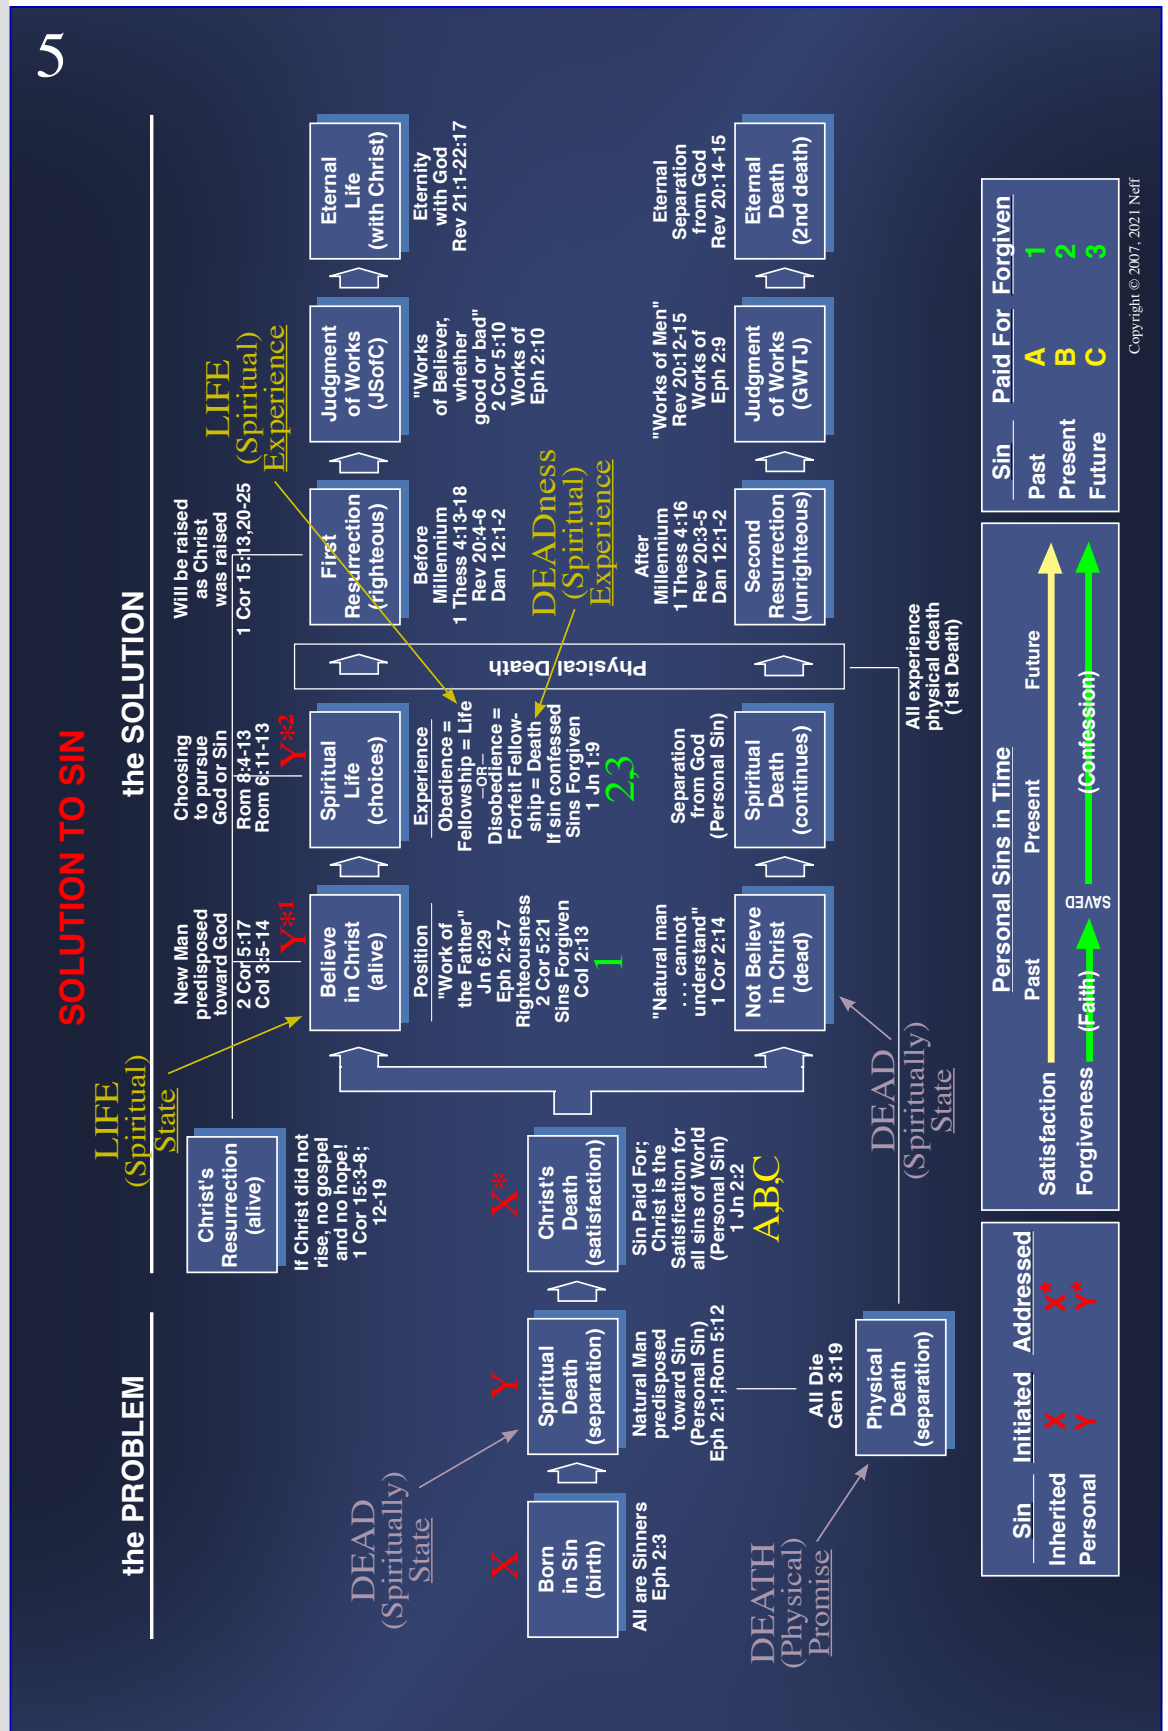 5
SOLUTION TO SIN
the PROBLEM
the SOLUTION
DEAD
(Spiritually)
State
X
Born
in Sin
(birth)
All are Sinners
Eph 2:3
Y
Spiritual
Death
(separation)
Natural Man
predisposed
toward Sin
(Personal Sin)
Eph 2:1;Rom 5:12
DEATH
(Physical)
Promise
All Die
Gen 3:19
Physical
Death
(separation)
LIFE
(Spiritual)
State
Christ's
Resurrection
(alive)
If Christ did not
rise, no gospel
and no hope!
1 Cor 15:3-8;
12-19
X*
Christ's
Death
(satisfaction)
Sin Paid For;
Christ is the
Satisfication for
all sins of World
(Personal Sin)
1 Jn 2:2
A,B,C
DEAD
(Spiritually)
State
New Man
predisposed
toward God
2 Cor 5:17
Col 3:5-14
Y*1
Believe
in Christ
(alive)
Position
"Work of
the Father"
Jn 6:29
Eph 2:4-7
Righteousness
2 Cor 5:21
Sins Forgiven
Col 2:13
1
"Natural man
. . . cannot
understand"
1 Cor 2:14
Not Believe
in Christ
(dead)
Choosing
to pursue
God or Sin
Rom 8:4-13
Rom 6:11-13
Y*2
Spiritual
Life
(choices)
Experience
Obedience =
Fellowship = Life
–OR–
Disobedience =
Forfeit Fellow-
ship = Death
If sin confessed
Sins Forgiven
1 Jn 1:9
2,3
Separation
from God
(Personal Sin)
Spiritual
Death
(continues)
Physical Death
All experience
physical death
(1st Death)
Will be raised
as Christ
was raised
1 Cor 15:13,20-25
First
Resurrection
(righteous)
Before
Millennium
1 Thess 4:13-18
Rev 20:4-6
Dan 12:1-2
DEADness
(Spiritual)
Experience
After
Millennium
1 Thess 4:16
Rev 20:3-5
Dan 12:1-2
Second
Resurrection
(unrighteous)
LIFE
(Spiritual)
Experience
Judgment
of Works
(JSofC)
"Works
of Believer,
whether
good or bad"
2 Cor 5:10
Works of
Eph 2:10
"Works of Men"
Rev 20:12-15
Works of
Eph 2:9
Judgment
of Works
(GWTJ)
Eternal
Life
(with Christ)
Eternity
with God
Rev 21:1-22:17
Eternal
Separation
from God
Rev 20:14-15
Eternal
Death
(2nd death)
Sin Initiated Addressed
Inherited X X*
Personal Y Y*
Personal Sins in Time
Past Present Future
Satisfaction
Forgiveness (Faith) SAVED (Confession)
Sin Paid For Forgiven
Past A 1
Present B 2
Future C 3
Copyright © 2007, 2021 Neff